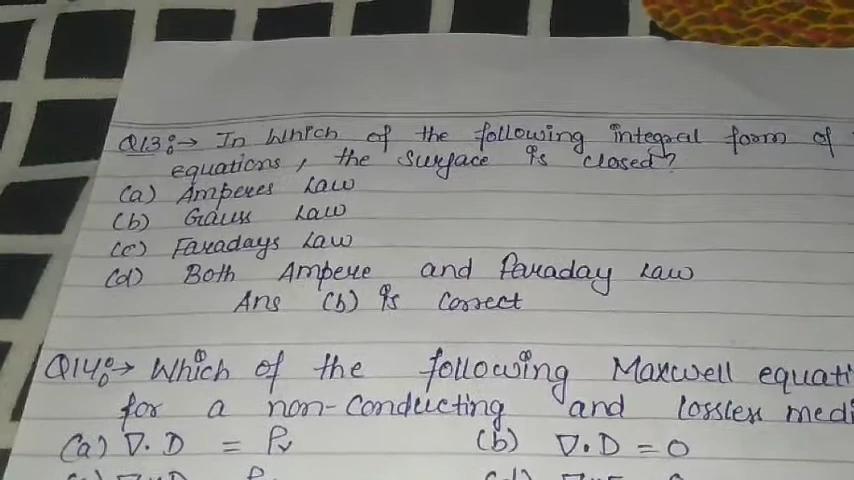 Q13:→ In which of the following integral form of
equations, the surface is closed?
(a) Amperes Law
(b) Gauss Law
(c) Faradays Law
(d) Both Ampere and Faraday Law
Ans (b) is correct
Q14:→ Which of the following Maxwell equati
for a non-conducting and lossless medi
(a) ∇.D = ρv
(b) ∇.D = 0